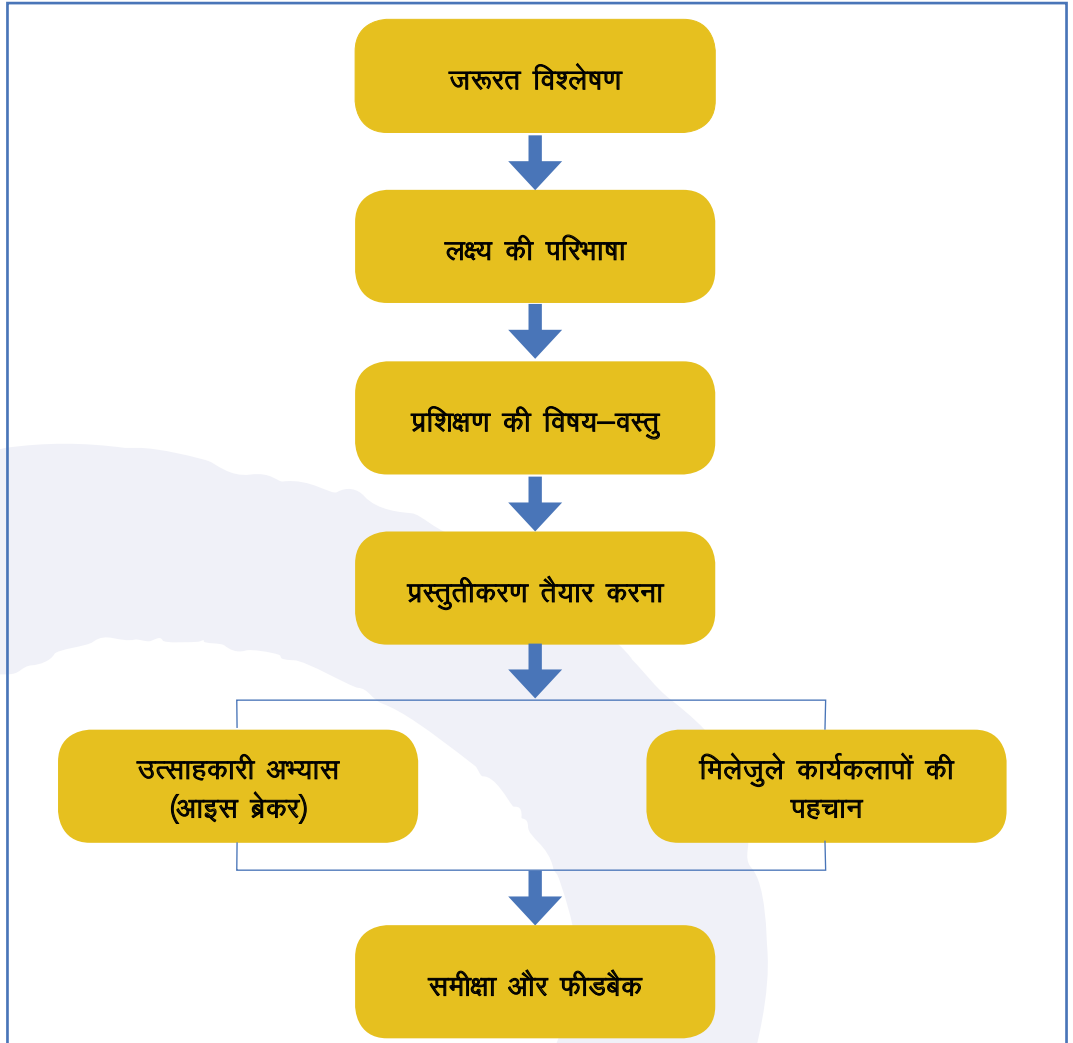 जरूरत विश्लेषण
लक्ष्य की परिभाषा
प्रशिक्षण की विषय–वस्तु
प्रस्तुतीकरण तैयार करना
उत्साहकारी अभ्यास
(आइस ब्रेकर)
मिलेजुले कार्यकलापों की
पहचान
समीक्षा और फीडबैक